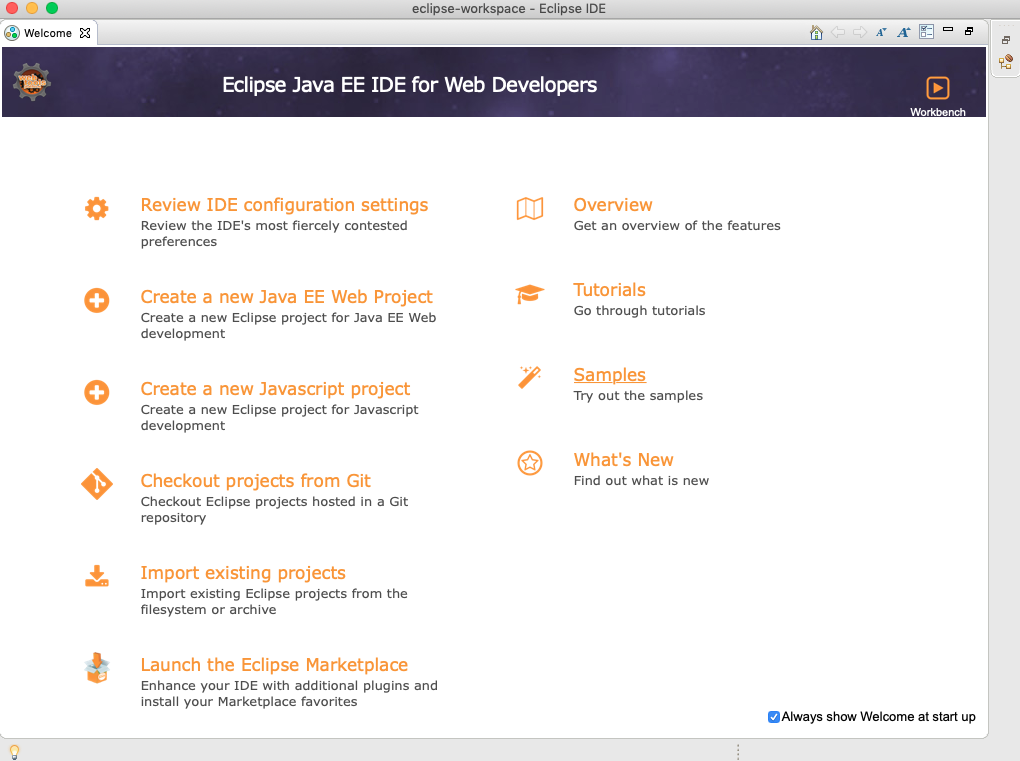 eclipse-workspace - Eclipse IDE
Welcome
Eclipse Java EE IDE for Web Developers
Workbench
Review IDE configuration settings
Review the IDE's most fiercely contested
preferences
Create a new Java EE Web Project
Create a new Eclipse project for Java EE Web
development
Create a new Javascript project
Create a new Eclipse project for Javascript
development
Checkout projects from Git
Checkout Eclipse projects hosted in a Git
repository
Import existing projects
Import existing Eclipse projects from the
filesystem or archive
Launch the Eclipse Marketplace
Enhance your IDE with additional plugins and
install your Marketplace favorites
Overview
Get an overview of the features
Tutorials
Go through tutorials
Samples
Try out the samples
What's New
Find out what is new
Always show Welcome at start up